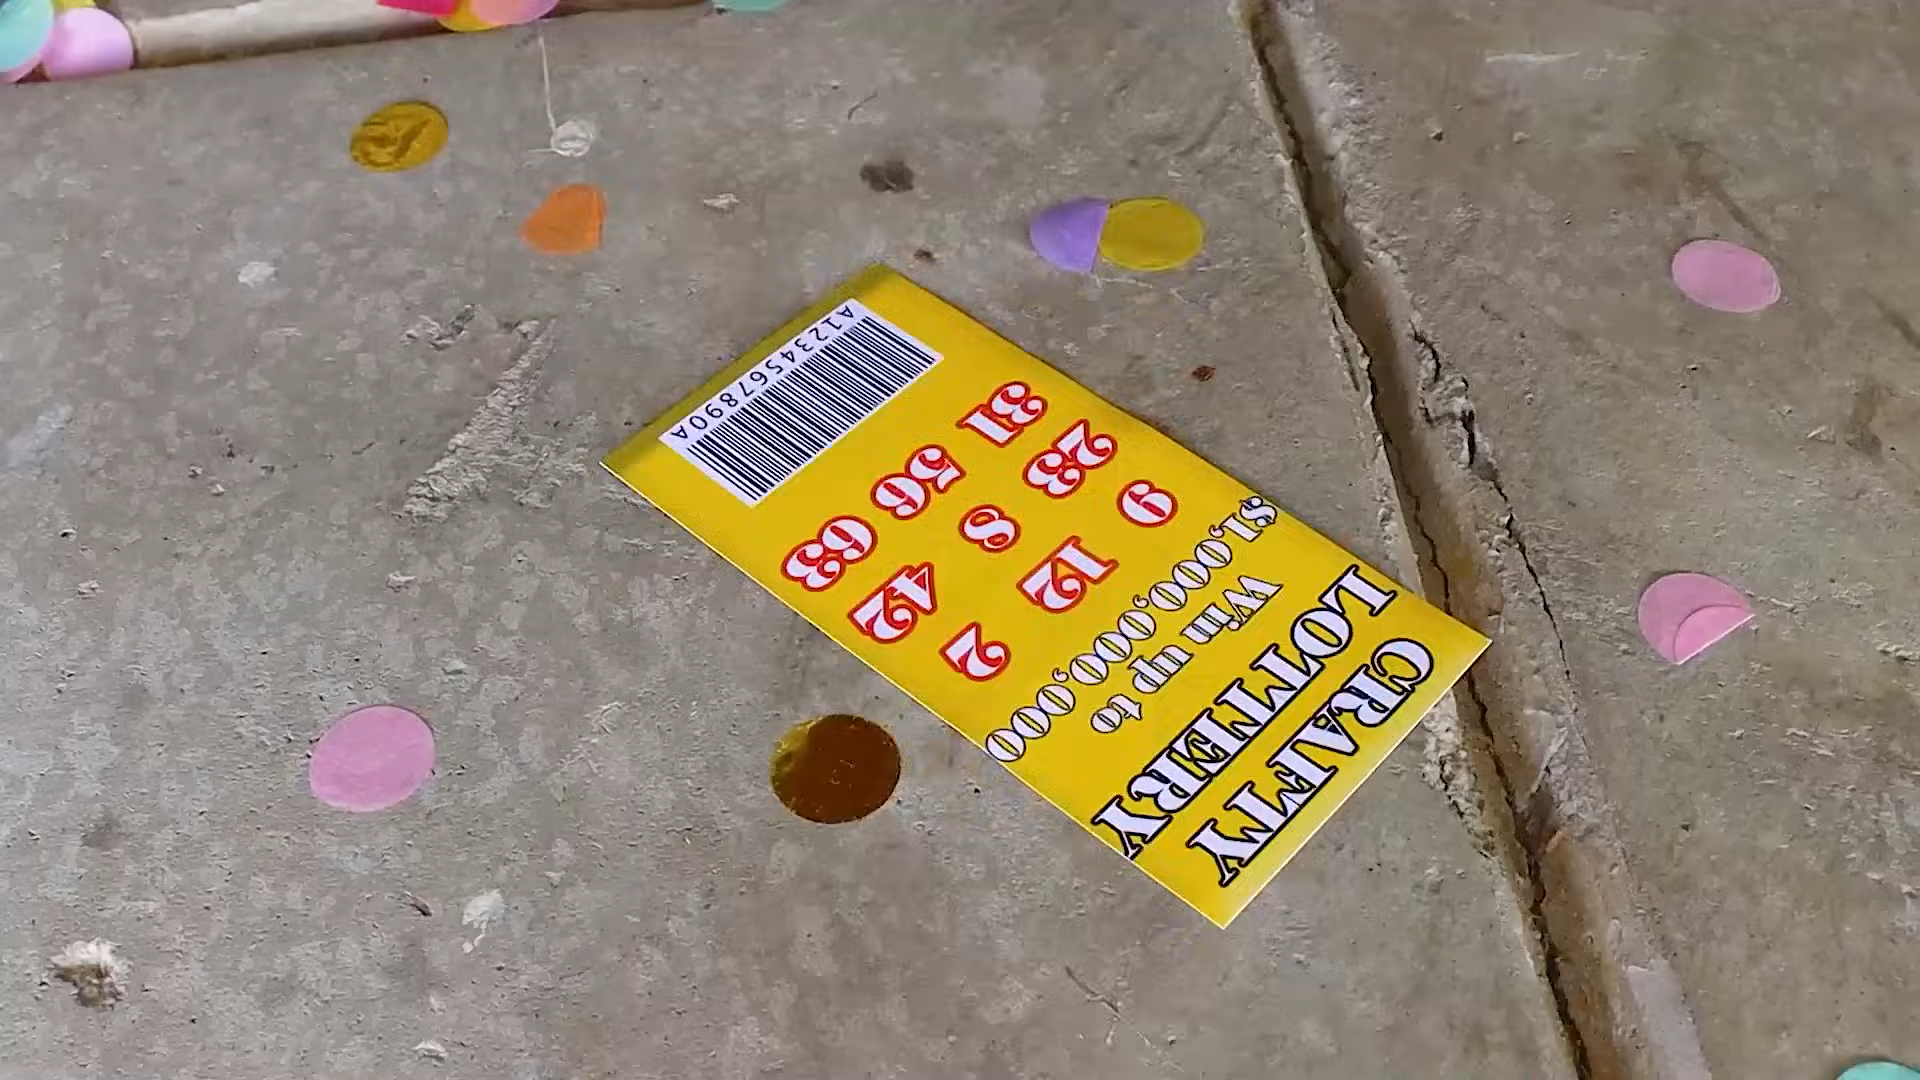 CRAFTY
LOTTERY
Win up to
$1,000,000,000
9 12 2
23 8 42
31 56 63
A1234567890A